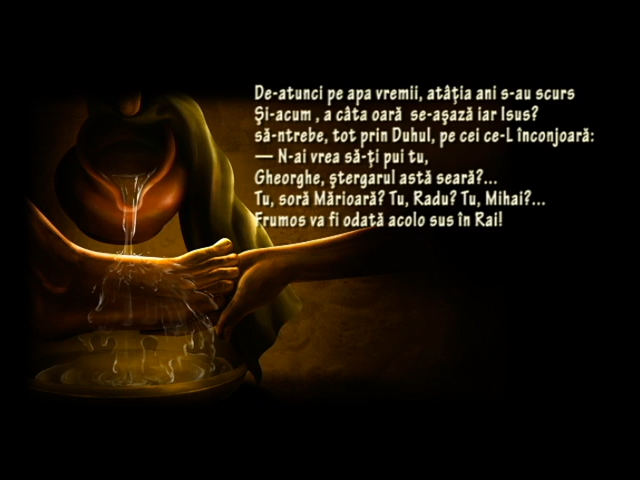 De-atunci pe apa vremii, atâţia ani s-au scurs
Şi-acum , a câta oară se-aşază iar Isus?
să-ntrebe, tot prin Duhul, pe cei ce-L înconjoară:
— N-ai vrea să-ţi pui tu,
Gheorghe, ştergarul astă seară?...
Tu, soră Mărioară? Tu, Radu? Tu, Mihai?...
Frumos va fi odată acolo sus în Rai!